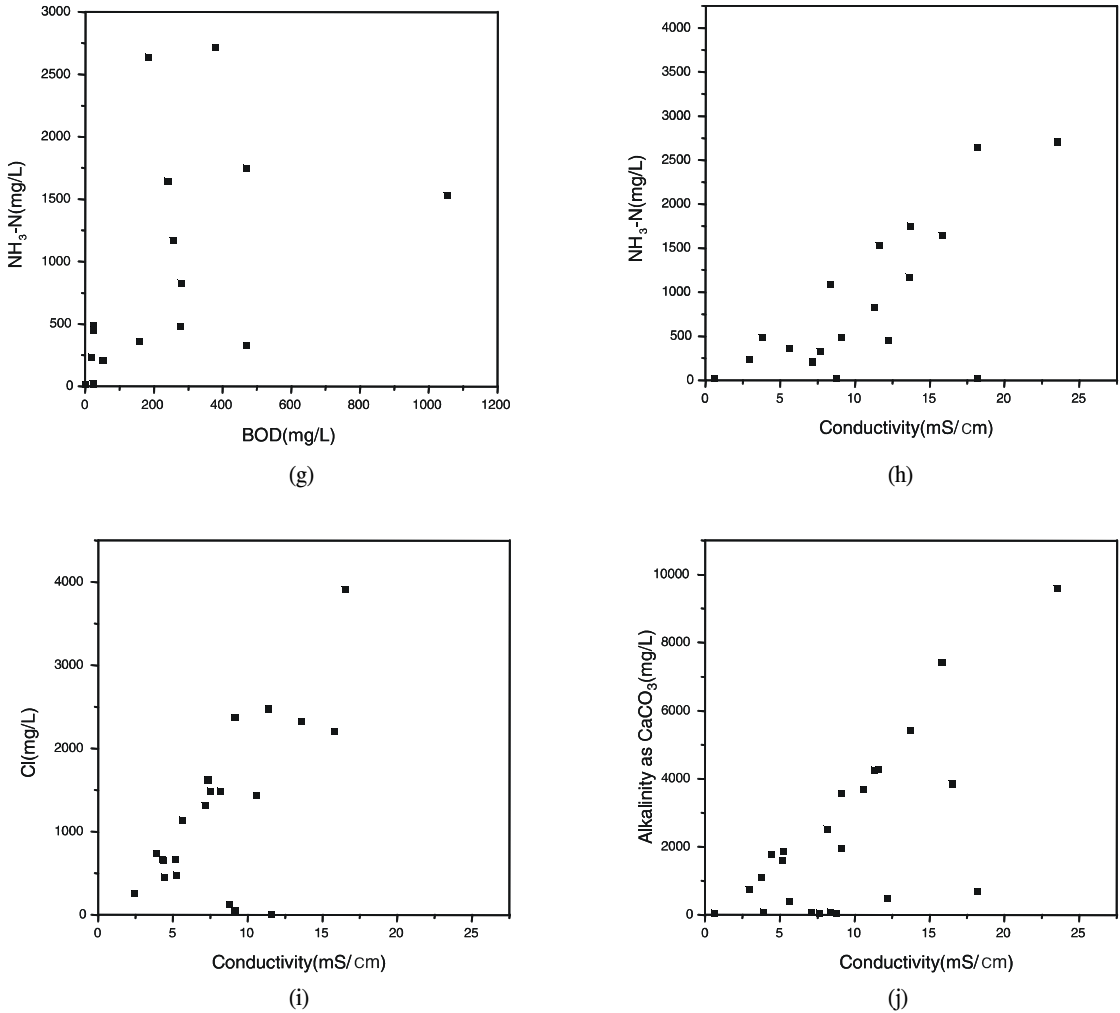 3000
2500
2000
1500
1000
500
0
NH₃-N(mg/L)
0 200 400 600 800 1000 1200
BOD(mg/L)
(g)
4000
3500
3000
2500
2000
1500
1000
500
0
NH₃-N(mg/L)
0 5 10 15 20 25
Conductivity(mS/cm)
(h)
4000
3000
2000
1000
0
Cl(mg/L)
0 5 10 15 20 25
Conductivity(mS/cm)
(i)
10000
8000
6000
4000
2000
0
Alkalinity as CaCO₃(mg/L)
0 5 10 15 20 25
Conductivity(mS/cm)
(j)